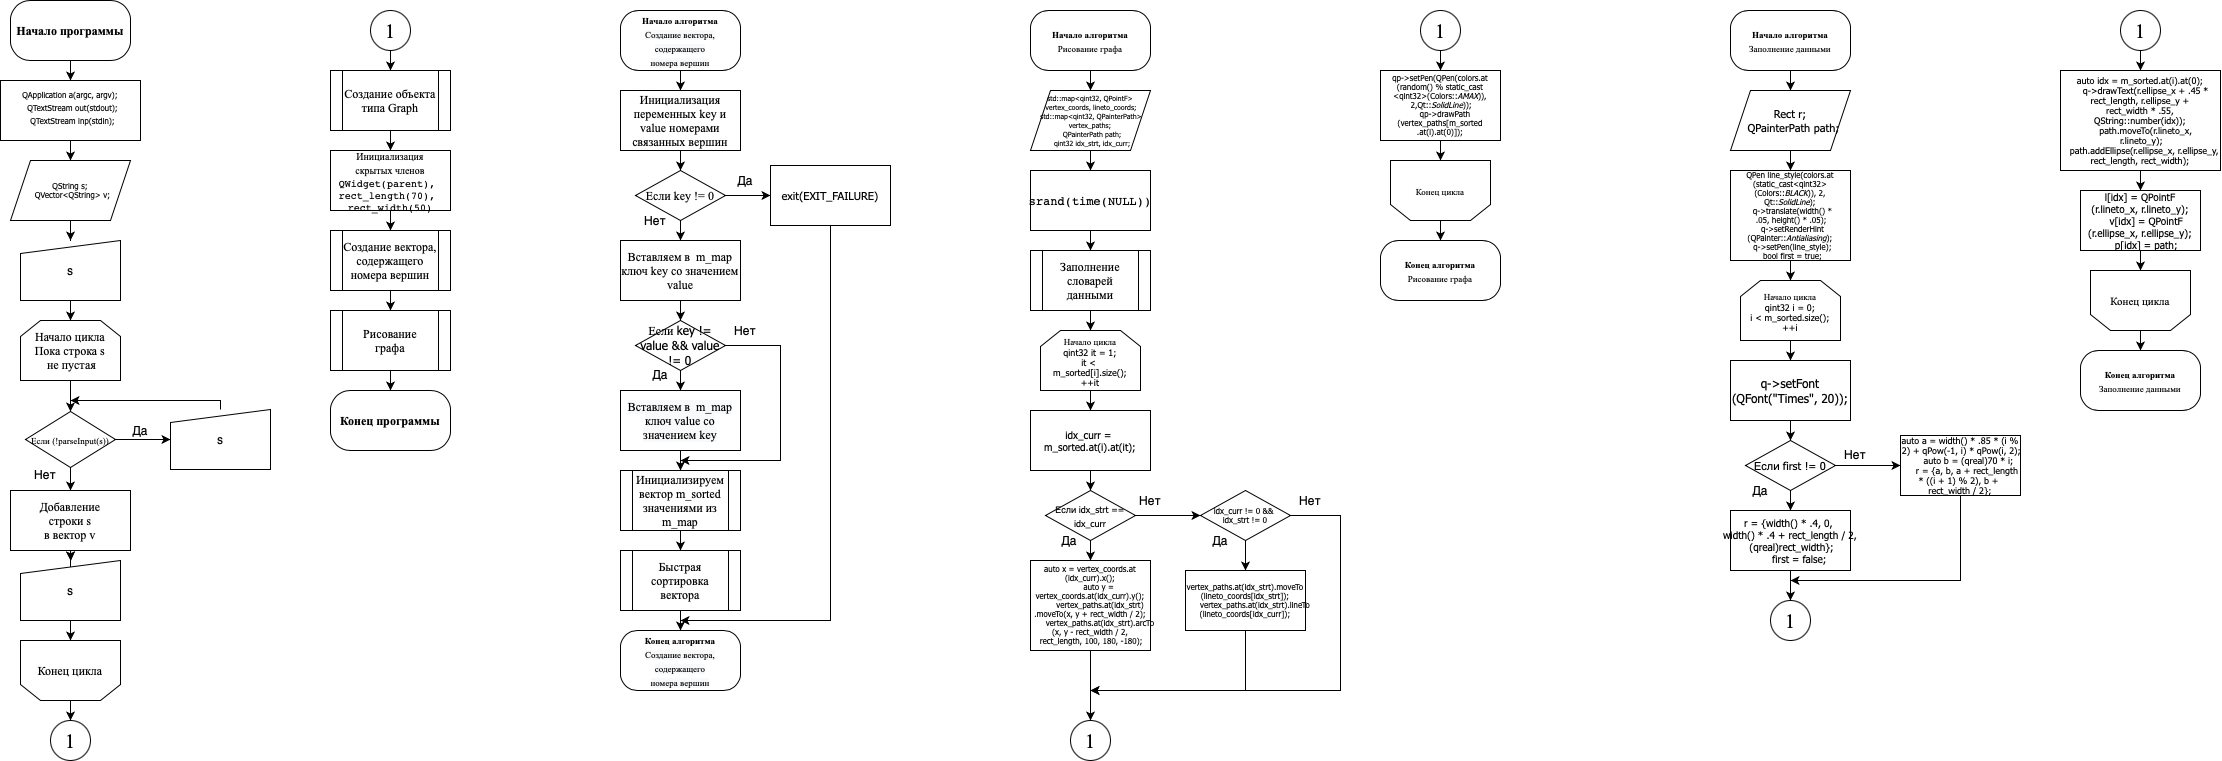 Начало программы
QApplication a(argc, argv);
QTextStream out(stdout);
QTextStream inp(stdin);
QString s;
QVector<QString> v;
s
Начало цикла
Пока строка s
не пустая
Если (!parseInput(s))
Да
s
Нет
Добавление
строки s
в вектор v
s
Конец цикла
1
1
Создание объекта
типа Graph
Инициализация
скрытых членов
QWidget(parent),
rect_length(70),
rect_width(50)
Создание вектора,
содержащего
номера вершин
Рисование
графа
Конец программы
Начало алгоритма
Создание вектора,
содержащего
номера вершин
Инициализация
переменных key и
value номерами
связанных вершин
Если key != 0
Да
exit(EXIT_FAILURE)
Нет
Вставляем в m_map
ключ key со значением
value
Если key !=
value && value
!= 0
Нет
Да
Вставляем в m_map
ключ value со
значением key
Инициализируем
вектор m_sorted
значениями из
m_map
Быстрая
сортировка
вектора
Конец алгоритма
Создание вектора,
содержащего
номера вершин
Начало алгоритма
Рисование графа
std::map<qint32, QPointF>
vertex_coords, lineto_coords;
std::map<qint32, QPainterPath>
vertex_paths;
QPainterPath path;
qint32 idx_strt, idx_curr;
srand(time(NULL))
Заполнение
словарей
данными
Начало цикла
qint32 it = 1;
it <
m_sorted[i].size();
++it
idx_curr =
m_sorted.at(i).at(it);
Если idx_strt ==
idx_curr
Нет
idx_curr != 0 &&
idx_strt != 0
Нет
Да
Да
auto x = vertex_coords.at
(idx_curr).x();
auto y =
vertex_coords.at(idx_curr).y();
vertex_paths.at(idx_strt)
.moveTo(x, y + rect_width / 2);
vertex_paths.at(idx_strt).arcTo
(x, y - rect_width / 2,
rect_length, 100, 180, -180);
vertex_paths.at(idx_strt).moveTo
(lineto_coords[idx_strt]);
vertex_paths.at(idx_strt).lineTo
(lineto_coords[idx_curr]);
1
1
qp->setPen(QPen(colors.at
(random() % static_cast
<qint32>(Colors::AMAX)),
2,Qt::SolidLine));
qp->drawPath
(vertex_paths[m_sorted
.at(i).at(0)]);
Конец цикла
Конец алгоритма
Рисование графа
Начало алгоритма
Заполнение данными
Rect r;
QPainterPath path;
QPen line_style(colors.at
(static_cast<qint32>
(Colors::BLACK)), 2,
Qt::SolidLine);
q->translate(width() *
.05, height() * .05);
q->setRenderHint
(QPainter::Antialiasing);
q->setPen(line_style);
bool first = true;
Начало цикла
qint32 i = 0;
i < m_sorted.size();
++i
q->setFont
(QFont("Times", 20));
Если first != 0
Нет
auto a = width() * .85 * (i %
2) + qPow(-1, i) * qPow(i, 2);
auto b = (qreal)70 * i;
r = {a, b, a + rect_length
* ((i + 1) % 2), b +
rect_width / 2};
Да
r = {width() * .4, 0,
width() * .4 + rect_length / 2,
(qreal)rect_width};
first = false;
1
1
auto idx = m_sorted.at(i).at(0);
q->drawText(r.ellipse_x + .45 *
rect_length, r.ellipse_y +
rect_width * .55,
QString::number(idx));
path.moveTo(r.lineto_x,
r.lineto_y);
path.addEllipse(r.ellipse_x, r.ellipse_y,
rect_length, rect_width);
l[idx] = QPointF
(r.lineto_x, r.lineto_y);
v[idx] = QPointF
(r.ellipse_x, r.ellipse_y);
p[idx] = path;
Конец цикла
Конец алгоритма
Заполнение данными